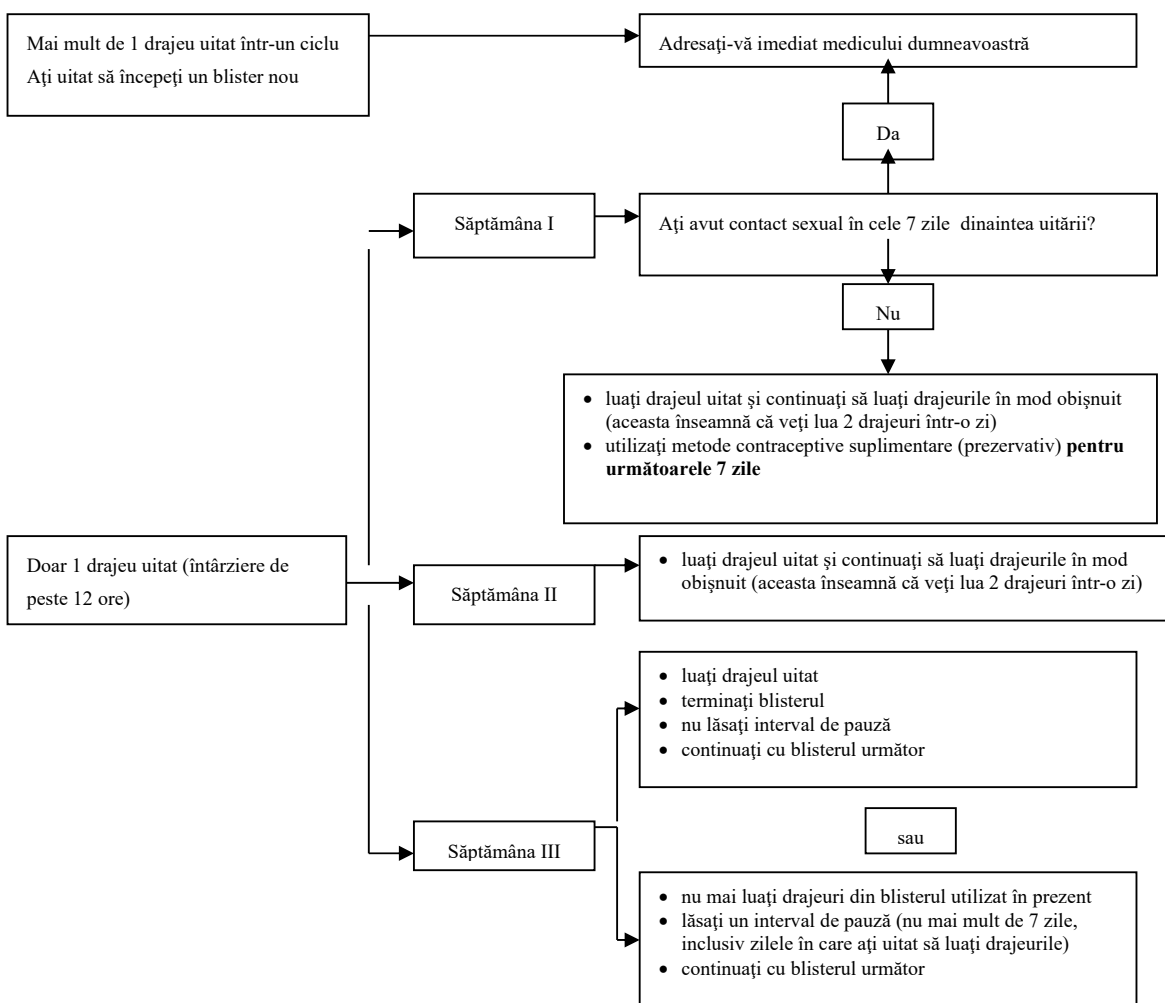 Mai mult de 1 drajeu uitat într-un ciclu
Aţi uitat să începeţi un blister nou
Adresaţi-vă imediat medicului dumneavoastră
Da
Săptămâna I
Aţi avut contact sexual în cele 7 zile dinaintea uitării?
Nu
• luaţi drajeul uitat şi continuaţi să luaţi drajeurile în mod obişnuit
(aceasta înseamnă că veţi lua 2 drajeuri într-o zi)
• utilizaţi metode contraceptive suplimentare (prezervativ) pentru
următoarele 7 zile
Doar 1 drajeu uitat (întârziere de
peste 12 ore)
Săptămâna II
• luaţi drajeul uitat şi continuaţi să luaţi drajeurile în mod
obişnuit (aceasta înseamnă că veţi lua 2 drajeuri într-o zi)
• luaţi drajeul uitat
• terminaţi blisterul
• nu lăsaţi interval de pauză
• continuaţi cu blisterul următor
sau
Săptămâna III
• nu mai luaţi drajeuri din blisterul utilizat în prezent
• lăsaţi un interval de pauză (nu mai mult de 7 zile,
inclusiv zilele în care aţi uitat să luaţi drajeurile)
• continuaţi cu blisterul următor